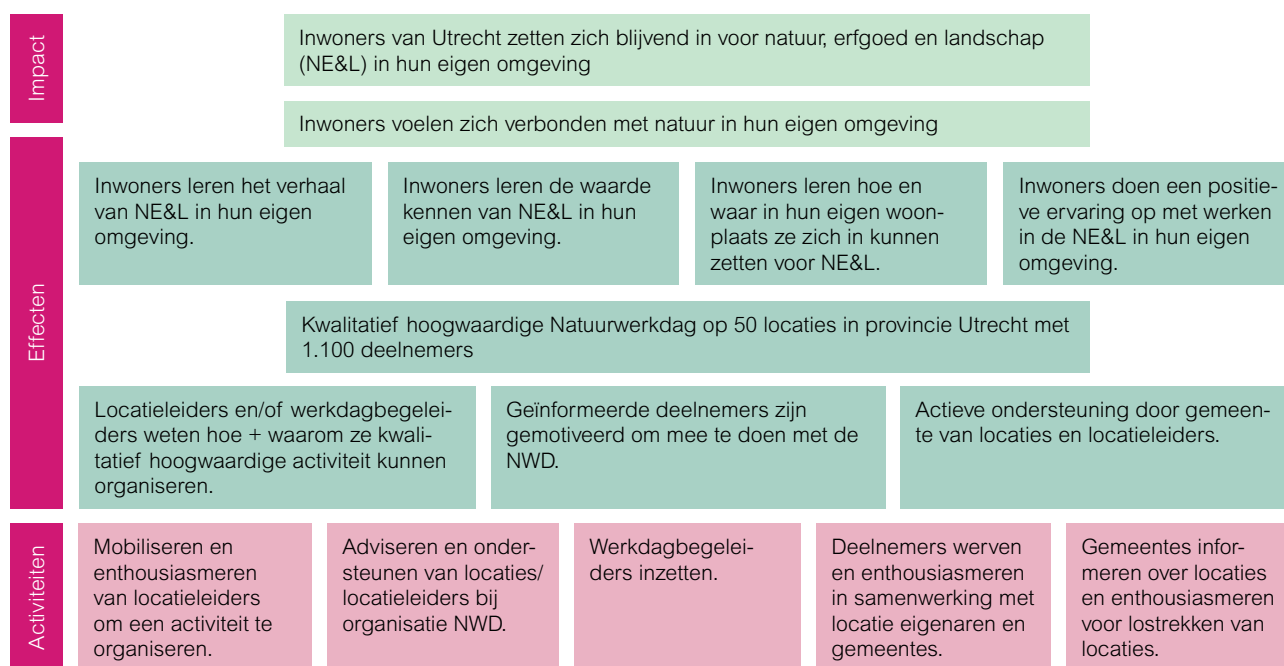 Impact
Inwoners van Utrecht zetten zich blijvend in voor natuur, erfgoed en landschap
(NE&L) in hun eigen omgeving
Inwoners voelen zich verbonden met natuur in hun eigen omgeving
Effecten
Inwoners leren het verhaal
van NE&L in hun eigen
omgeving.
Inwoners leren de waarde
kennen van NE&L in hun
eigen omgeving.
Inwoners leren hoe en
waar in hun eigen woon-
plaats ze zich in kunnen
zetten voor NE&L.
Inwoners doen een positie-
ve ervaring op met werken
in de NE&L in hun eigen
omgeving.
Kwalitatief hoogwaardige Natuurwerkdag op 50 locaties in provincie Utrecht met
1.100 deelnemers
Locatieleiders en/of werkdagbegelei-
ders weten hoe + waarom ze kwali-
tatief hoogwaardige activiteit kunnen
organiseren.
Geïnformeerde deelnemers zijn
gemotiveerd om mee te doen met de
NWD.
Actieve ondersteuning door gemeen-
te van locaties en locatieleiders.
Activiteiten
Mobiliseren en
enthousiasmeren
van locatieleiders
om een activiteit te
organiseren.
Adviseren en onder-
steunen van locaties/
locatieleiders bij
organisatie NWD.
Werkdagbegelei-
ders inzetten.
Deelnemers werven
en enthousiasmeren
in samenwerking met
locatie eigenaren en
gemeentes.
Gemeentes infor-
meren over locaties
en enthousiasmeren
voor lostrekken van
locaties.